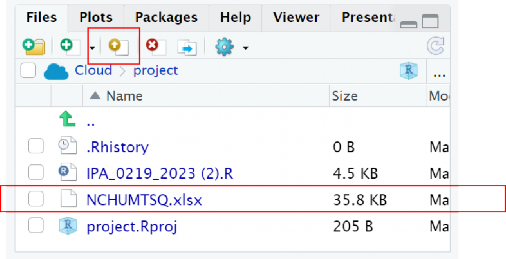 Files Plots Packages Help Viewer Present
Cloud > project ...
Name Size Mo
..
.Rhistory 0 B Ma
IPA_0219_2023 (2).R 4.5 KB Ma
NCHUMTSQ.xlsx 35.8 KB Ma
project.Rproj 205 B Ma